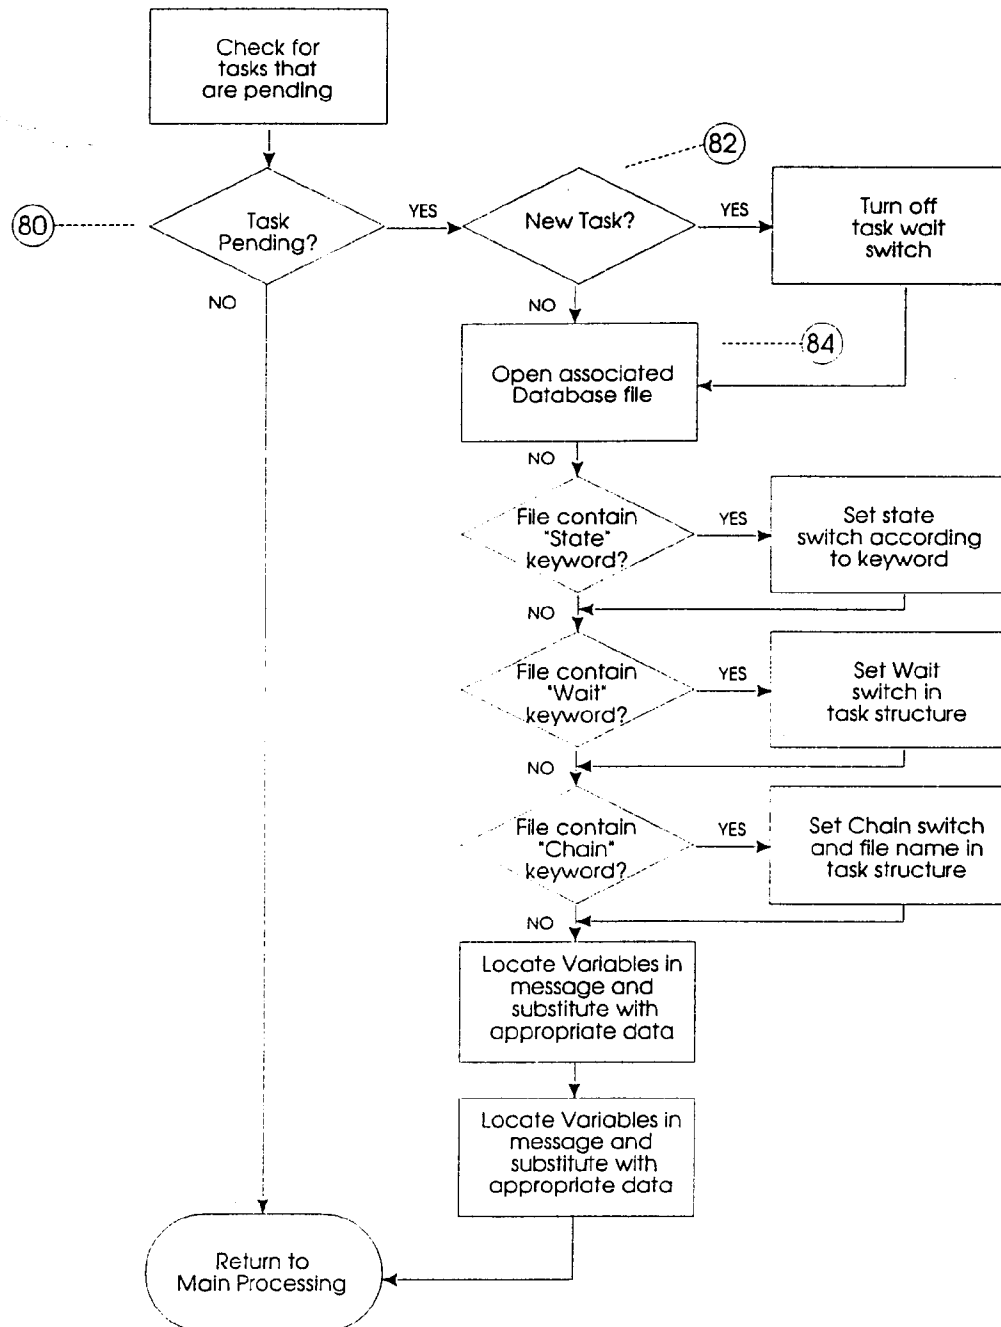 Check for
tasks that
are pending
82
80
Task
Pending?
YES
New Task?
YES
Turn off
task wait
switch
NO
NO
84
Open associated
Database file
NO
File contain
"State"
keyword?
YES
Set state
switch according
to keyword
NO
File contain
"Wait"
keyword?
YES
Set Wait
switch in
task structure
NO
File contain
"Chain"
keyword?
YES
Set Chain switch
and file name in
task structure
NO
Locate Variables in
message and
substitute with
appropriate data
Locate Variables in
message and
substitute with
appropriate data
Return to
Main Processing